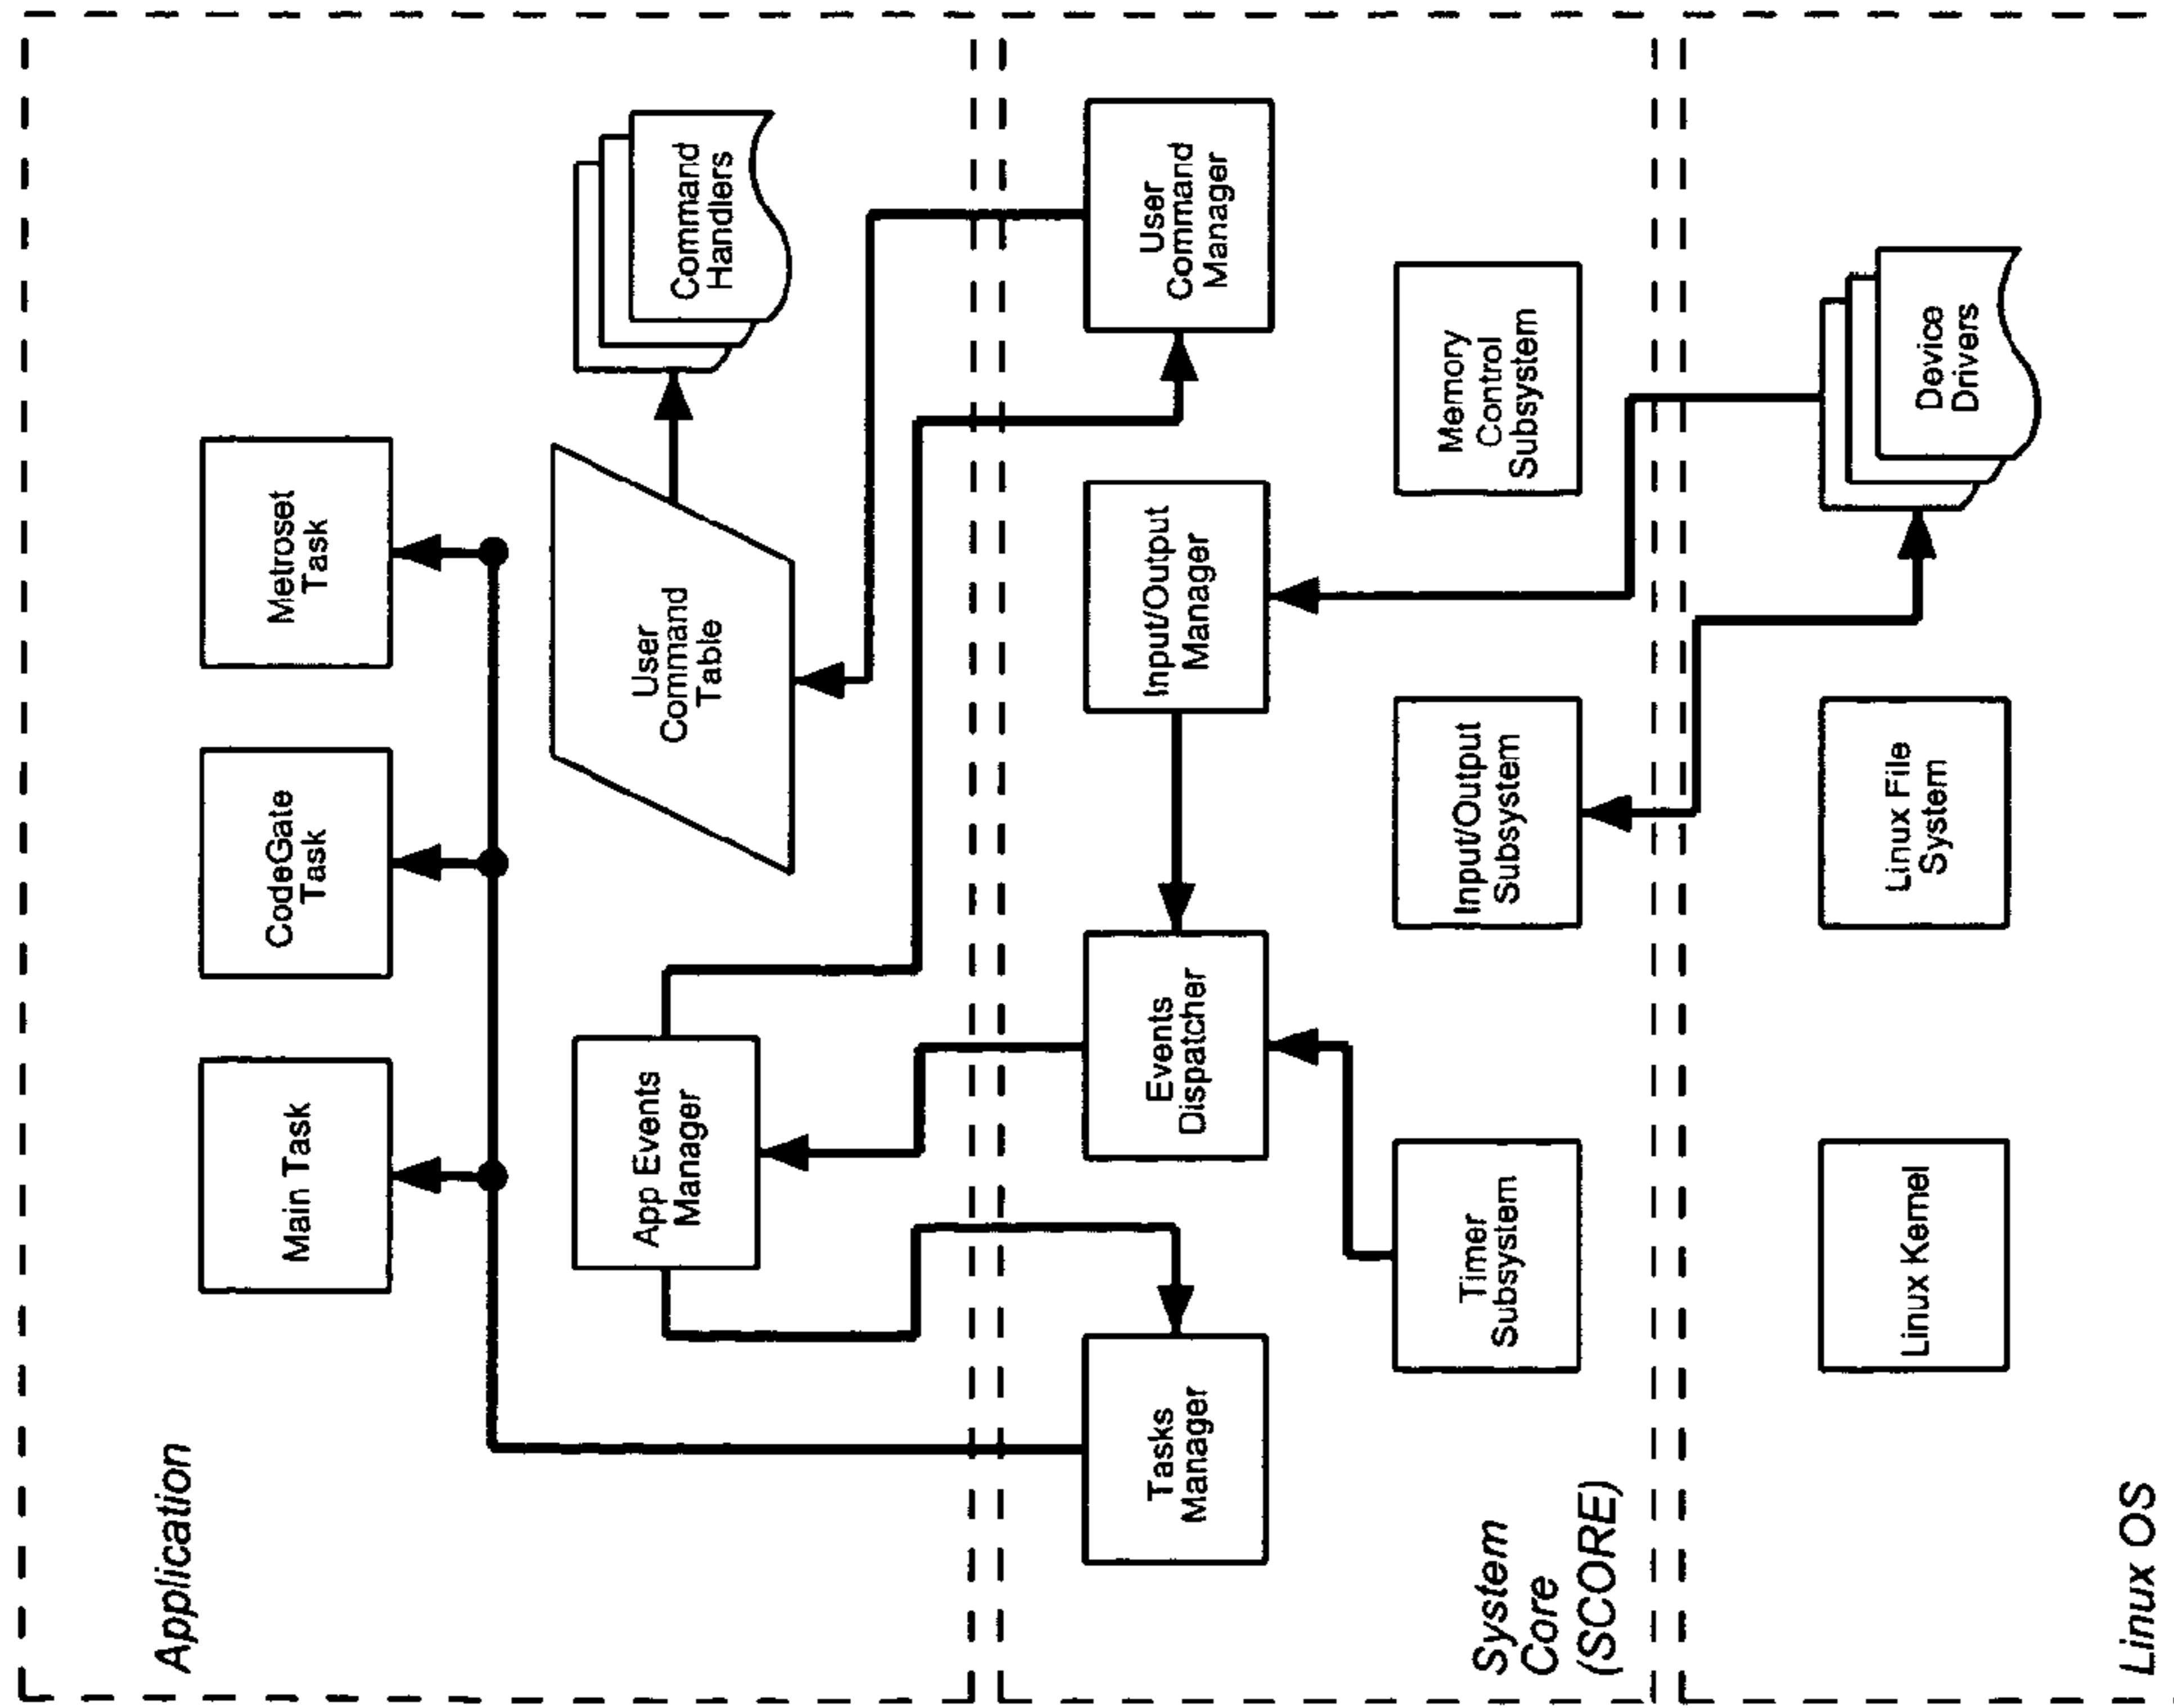 Application
Main Task
CodeGate
Task
Metroset
Task
App Events
Manager
User
Command
Table
Command
Handlers
Tasks
Manager
Events
Dispatcher
Input/Output
Manager
User
Command
Manager
System
Core
(SCORE)
Timer
Subsystem
Input/Output
Subsystem
Memory
Control
Subsystem
Linux Kernel
Linux File
System
Device
Drivers
Linux OS